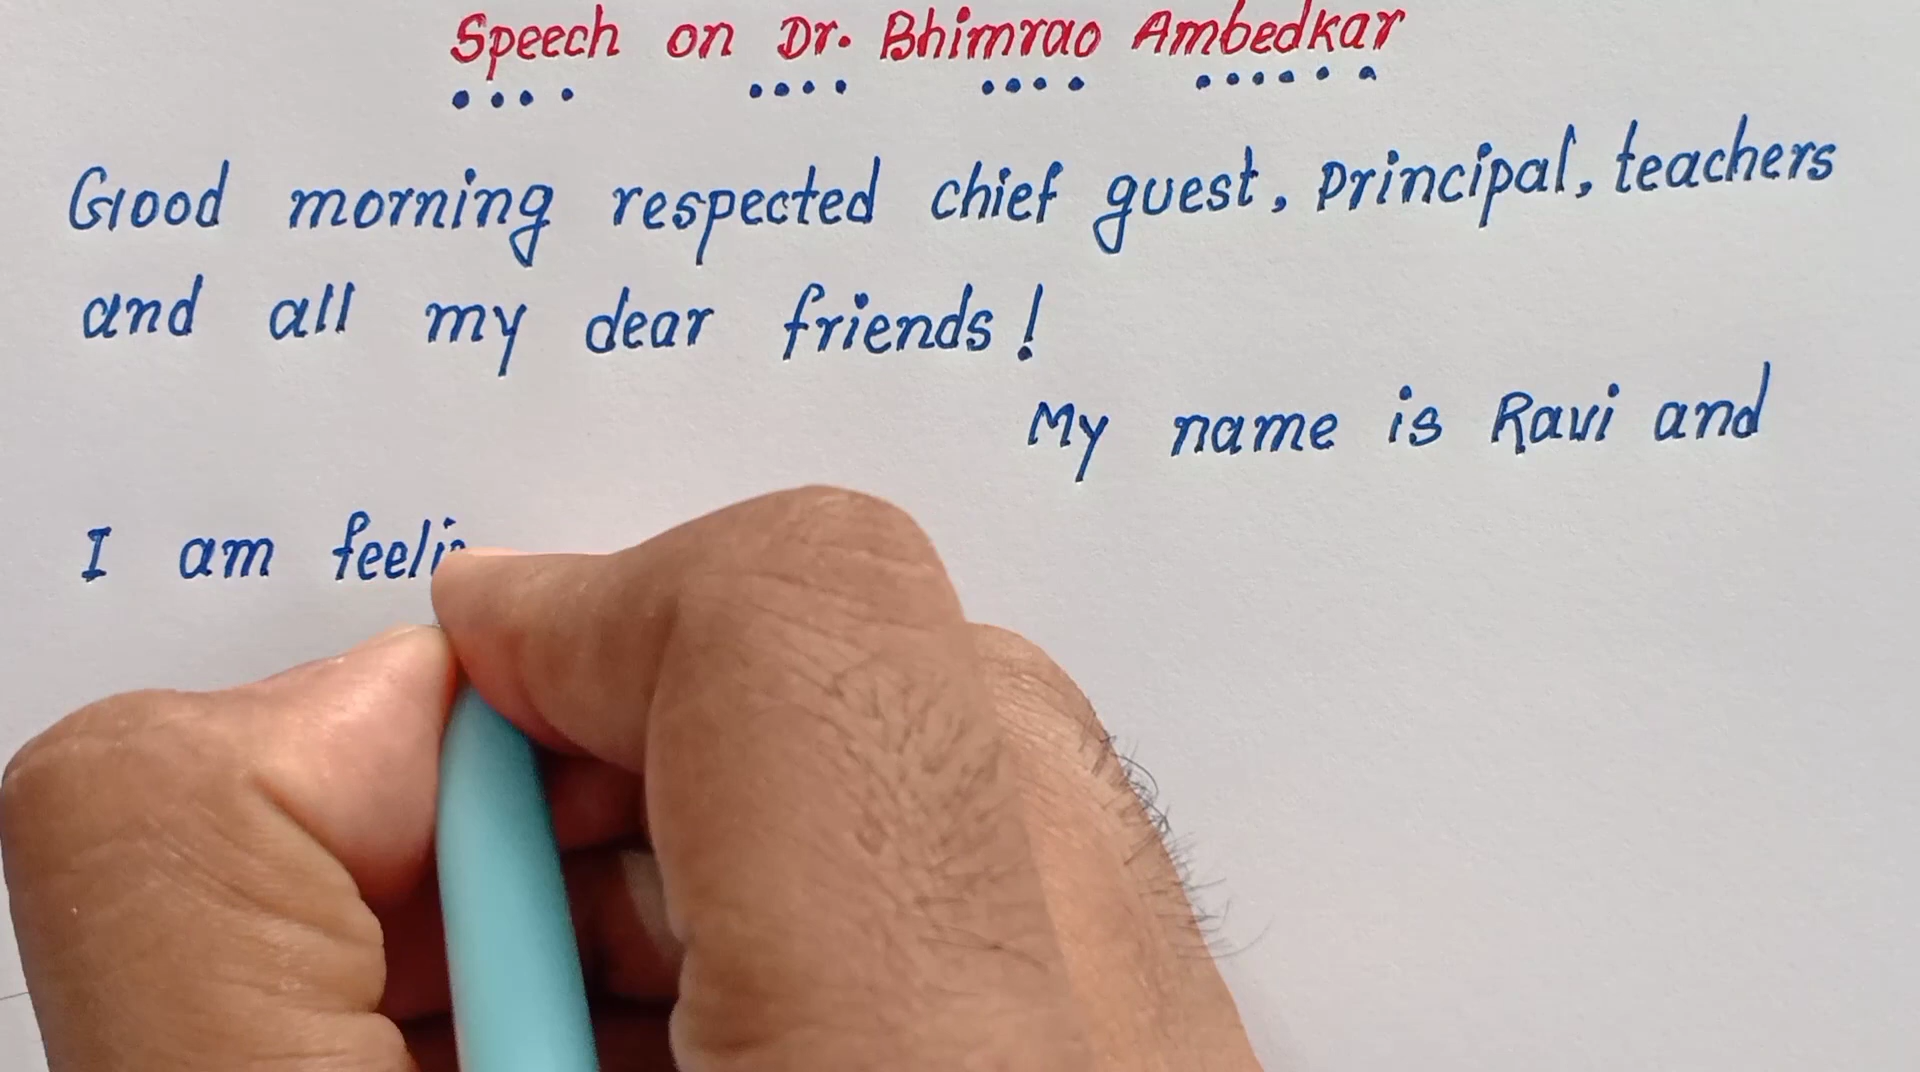 Speech on Dr. Bhimrao Ambedkar
Good morning respected chief guest, principal, teachers
and all my dear friends!
My name is Ravi and
I am